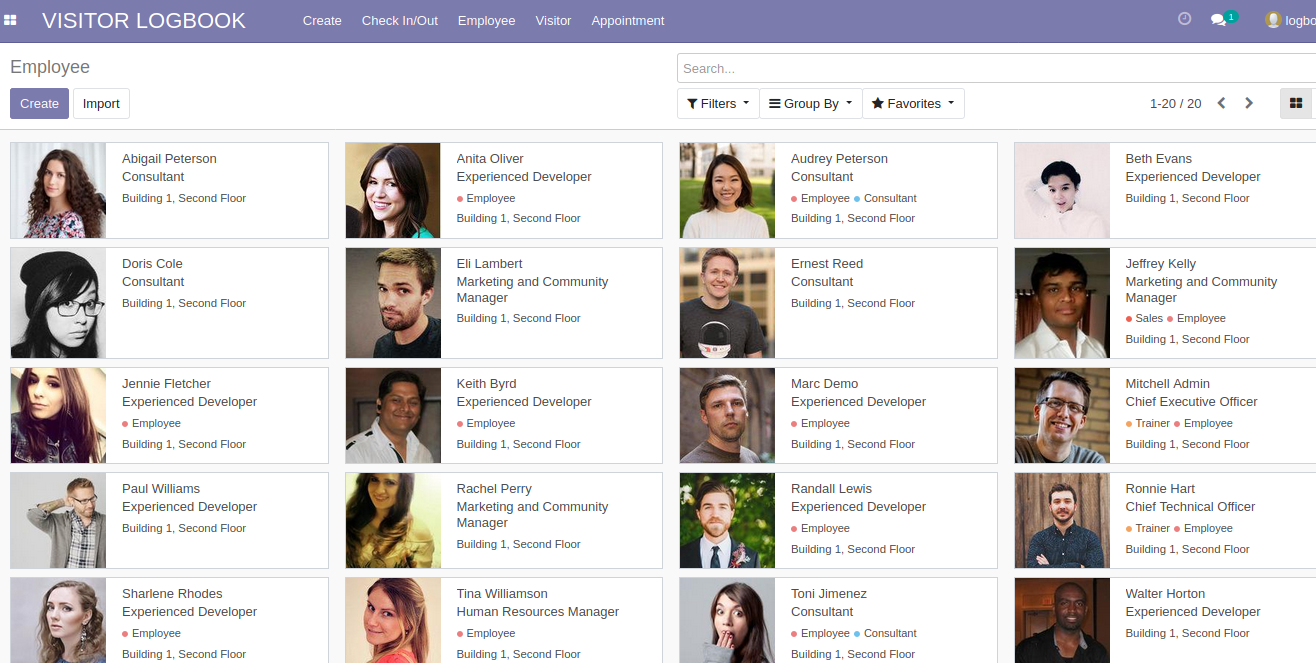 VISITOR LOGBOOK Create Check In/Out Employee Visitor Appointment 1 logbo
Employee
Search...
Create Import Filters Group By Favorites 1-20 / 20
Abigail Peterson
Consultant
Building 1, Second Floor
Anita Oliver
Experienced Developer
Employee
Building 1, Second Floor
Audrey Peterson
Consultant
Employee Consultant
Building 1, Second Floor
Beth Evans
Experienced Developer
Building 1, Second Floor
Doris Cole
Consultant
Building 1, Second Floor
Eli Lambert
Marketing and Community
Manager
Building 1, Second Floor
Ernest Reed
Consultant
Building 1, Second Floor
Jeffrey Kelly
Marketing and Community
Manager
Sales Employee
Building 1, Second Floor
Jennie Fletcher
Experienced Developer
Employee
Building 1, Second Floor
Keith Byrd
Experienced Developer
Employee
Building 1, Second Floor
Marc Demo
Experienced Developer
Employee
Building 1, Second Floor
Mitchell Admin
Chief Executive Officer
Trainer Employee
Building 1, Second Floor
Paul Williams
Experienced Developer
Building 1, Second Floor
Rachel Perry
Marketing and Community
Manager
Building 1, Second Floor
Randall Lewis
Experienced Developer
Employee
Building 1, Second Floor
Ronnie Hart
Chief Technical Officer
Trainer Employee
Building 1, Second Floor
Sharlene Rhodes
Experienced Developer
Employee
Building 1, Second Floor
Tina Williamson
Human Resources Manager
Employee
Building 1, Second Floor
Toni Jimenez
Consultant
Employee Consultant
Building 1, Second Floor
Walter Horton
Experienced Developer
Building 1, Second Floor